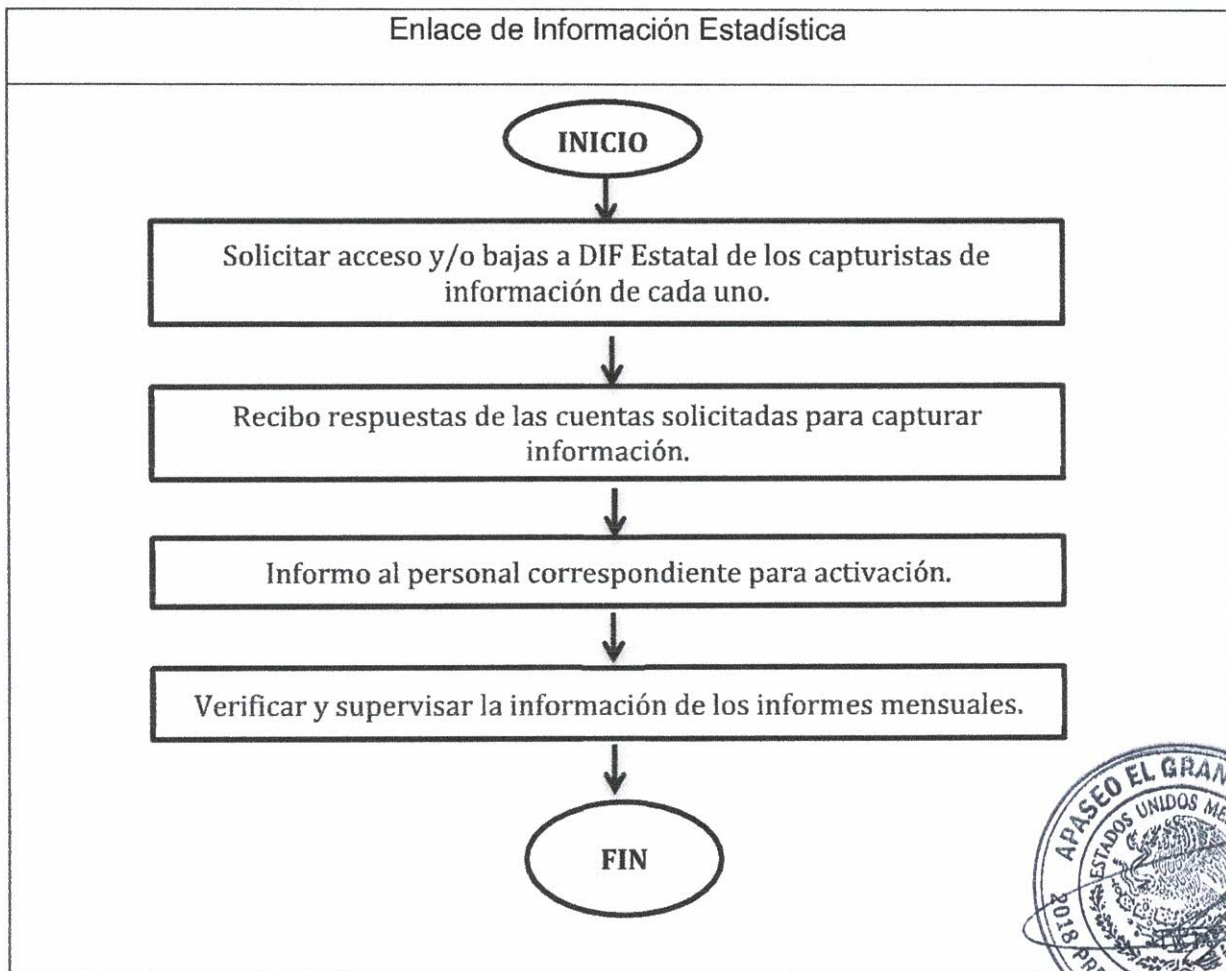 Enlace de Información Estadística
INICIO
Solicitar acceso y/o bajas a DIF Estatal de los capturistas de
información de cada uno.
Recibo respuestas de las cuentas solicitadas para capturar
información.
Informo al personal correspondiente para activación.
Verificar y supervisar la información de los informes mensuales.
FIN
APASEO EL GRAN
ESTADOS UNIDOS ME
2018 PR